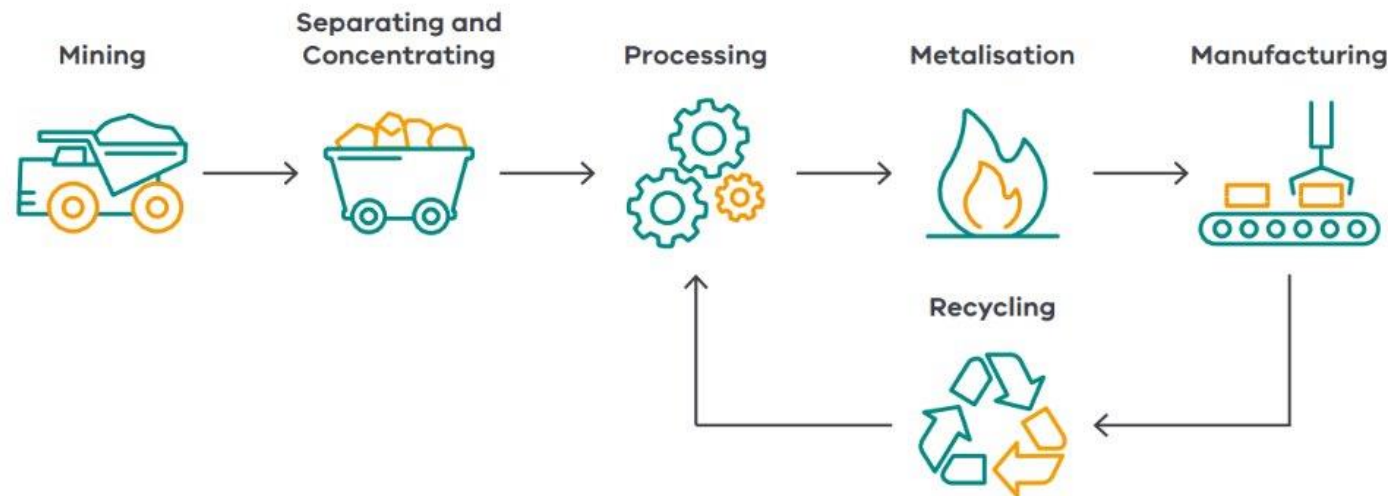 Mining
Separating and
Concentrating
Processing
Metalisation
Manufacturing
Recycling